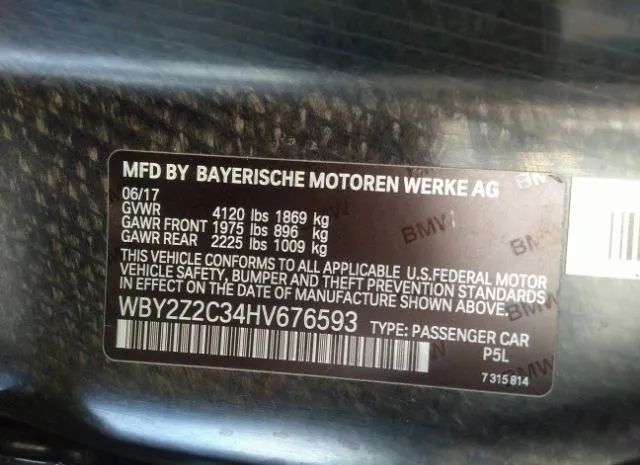 MFD BY BAYERISCHE MOTOREN WERKE AG
06/17
GVWR 4120 lbs 1869 kg
GAWR FRONT 1975 lbs 896 kg
GAWR REAR 2225 lbs 1009 kg
THIS VEHICLE CONFORMS TO ALL APPLICABLE U.S.FEDERAL MOTOR
VEHICLE SAFETY, BUMPER AND THEFT PREVENTION STANDARDS
IN EFFECT ON THE DATE OF MANUFACTURE SHOWN ABOVE.
WBY2Z2C34HV676593 TYPE: PASSENGER CAR
P5L
7 315 814
BMW
BMW
BMW